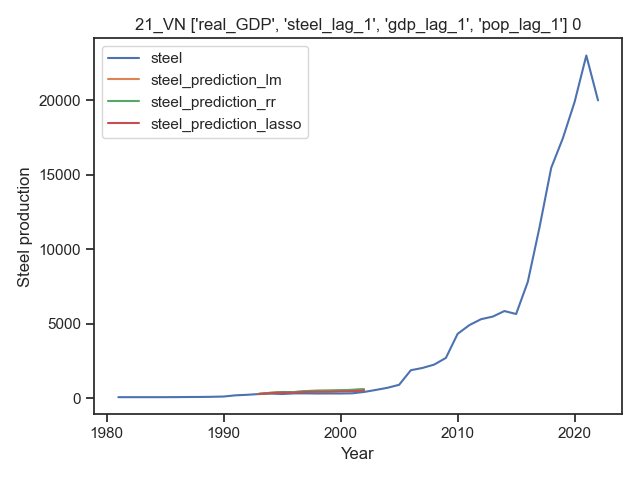 21_VN ['real_GDP', 'steel_lag_1', 'gdp_lag_1', 'pop_lag_1'] 0
steel
steel_prediction_lm
steel_prediction_rr
steel_prediction_lasso
Steel production
20000
15000
10000
5000
0
1980 1990 2000 2010 2020
Year